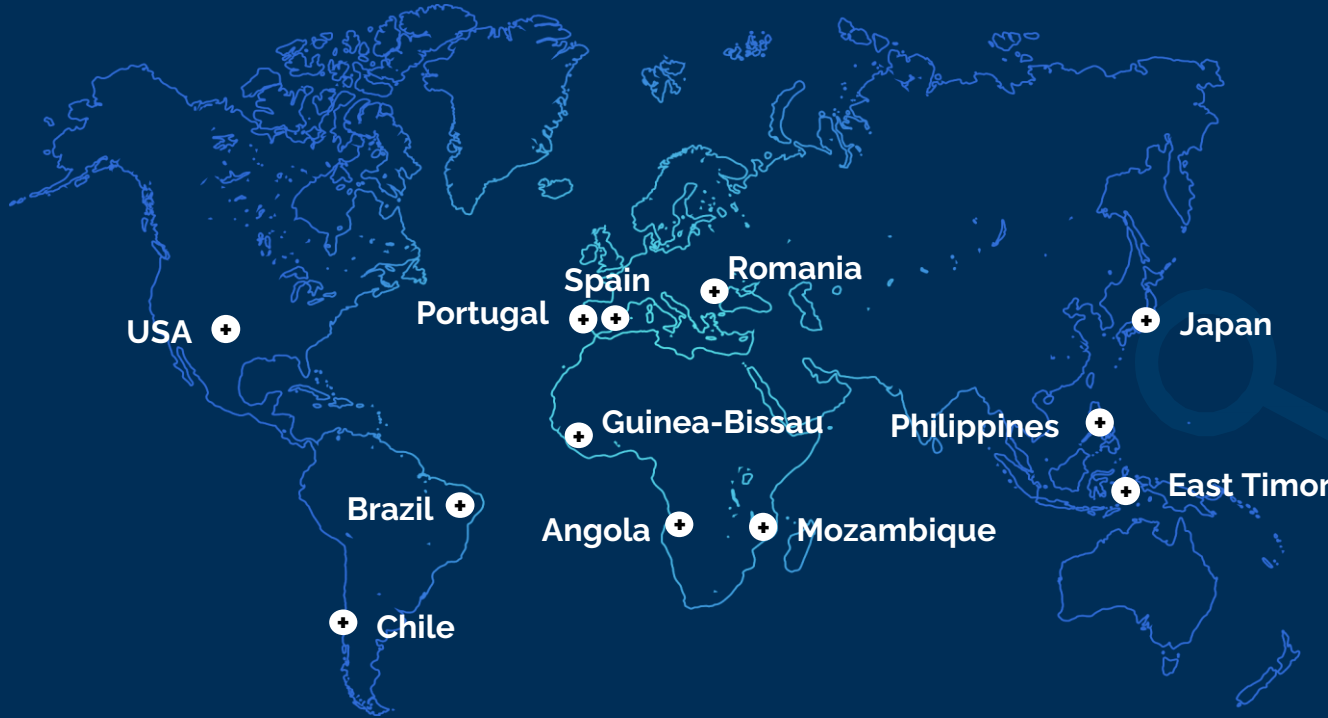 Romania
Spain
Portugal
USA
Japan
Guinea-Bissau
Philippines
East Timor
Brazil
Angola
Mozambique
Chile